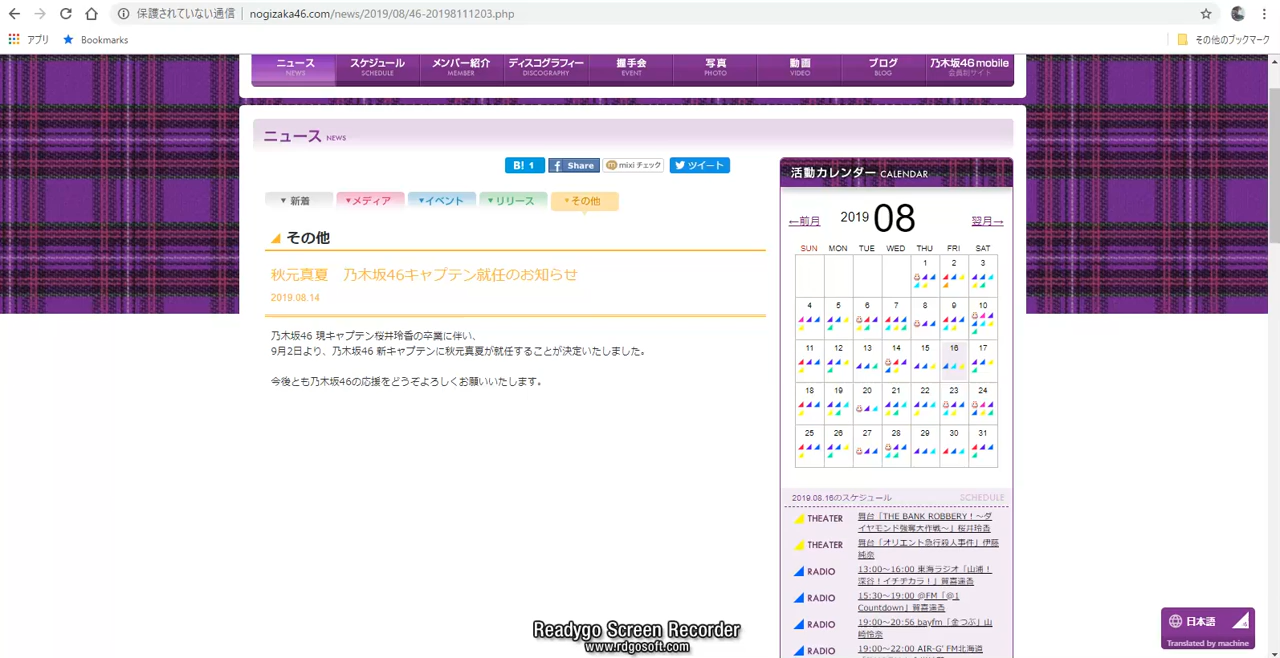 保護されていない通信 nogizaka46.com/news/2019/08/46-20198111203.php
アプリ Bookmarks その他のブックマーク
ニュース スケジュール メンバー紹介 ディスコグラフィー 握手会 写真 動画 ブログ 乃木坂46mobile
NEWS SCHEDULE MEMBER DISCOGRAPHY EVENT PHOTO VIDEO BLOG 会員制サイト
ニュース NEWS
B! 1 f Share mixi チェック ツイート
▼新着 ▼メディア ▼イベント ▼リリース ▼その他
その他
秋元真夏 乃木坂46キャプテン就任のお知らせ
2019.08.14
乃木坂46 現キャプテン桜井玲香の卒業に伴い、
9月2日より、乃木坂46 新キャプテンに秋元真夏が就任することが決定いたしました。
今後とも乃木坂46の応援をどうぞよろしくお願いいたします。
活動カレンダー CALENDAR
←前月 2019 08 翌月→
SUN MON TUE WED THU FRI SAT
1 2 3
4 5 6 7 8 9 10
11 12 13 14 15 16 17
18 19 20 21 22 23 24
25 26 27 28 29 30 31
2019.08.16のスケジュール SCHEDULE
THEATER 舞台「THE BANK ROBBERY！～ダ
イヤモンド強奪大作戦～」桜井玲香
THEATER 舞台「オリエント急行殺人事件」伊藤
純奈
RADIO 13:00～16:00 東海ラジオ「山浦！
深谷！イチヂカラ！」賀喜遥香
RADIO 15:30～19:00 @FM「@1
Countdown」賀喜遥香
RADIO 19:00～20:56 bayfm「金つぶ」山
崎怜奈
RADIO 19:00～22:00 AIR-G' FM北海道
日本語
Translated by machine
Readygo Screen Recorder
www.rdgosoft.com